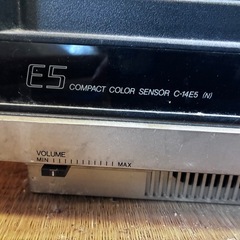 E5 COMPACT COLOR SENSOR C-14E5 (N)
VOLUME
MIN MAX